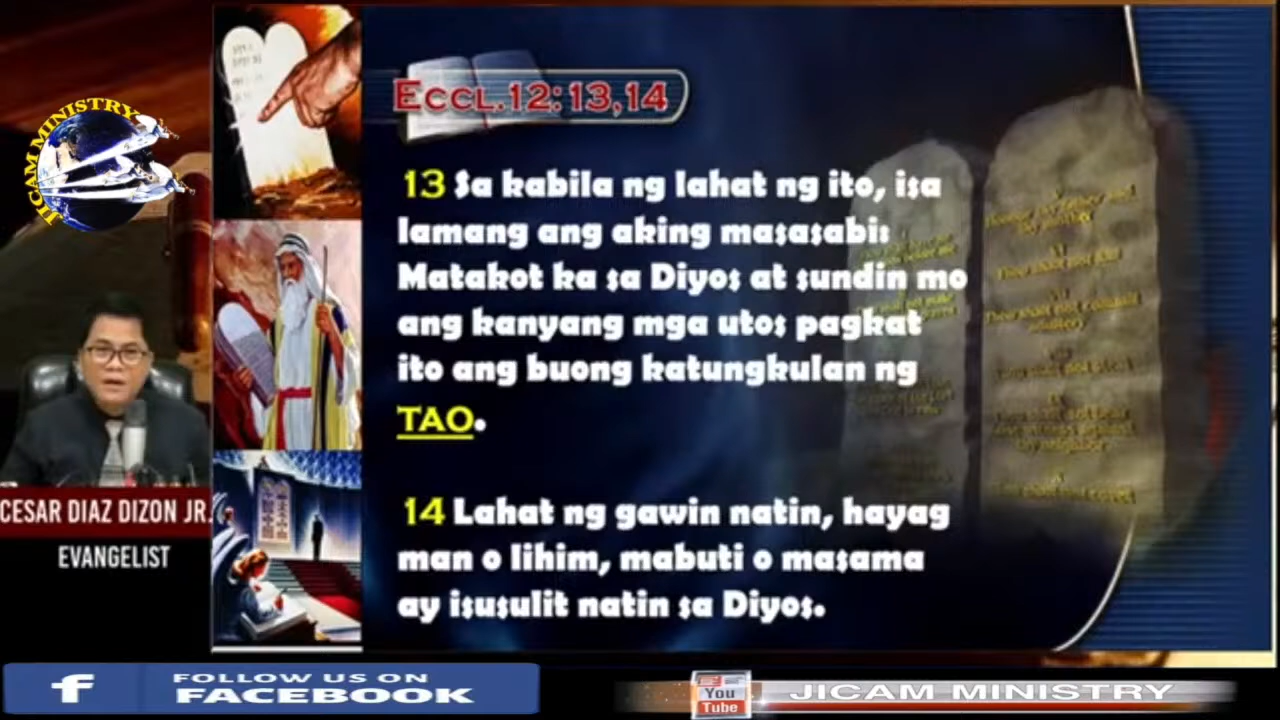 JICAM MINISTRY
ECCL.12:13,14
13 Sa kabila ng lahat ng ito, isa
lamang ang aking masasabi:
Matakot ka sa Diyos at sundin mo
ang kanyang mga utos pagkat
ito ang buong katungkulan ng
TAO.
14 Lahat ng gawin natin, hayag
man o lihim, mabuti o masama
ay isusulit natin sa Diyos.
CESAR DIAZ DIZON JR.
EVANGELIST
f FOLLOW US ON
FACEBOOK
You
Tube
JICAM MINISTRY